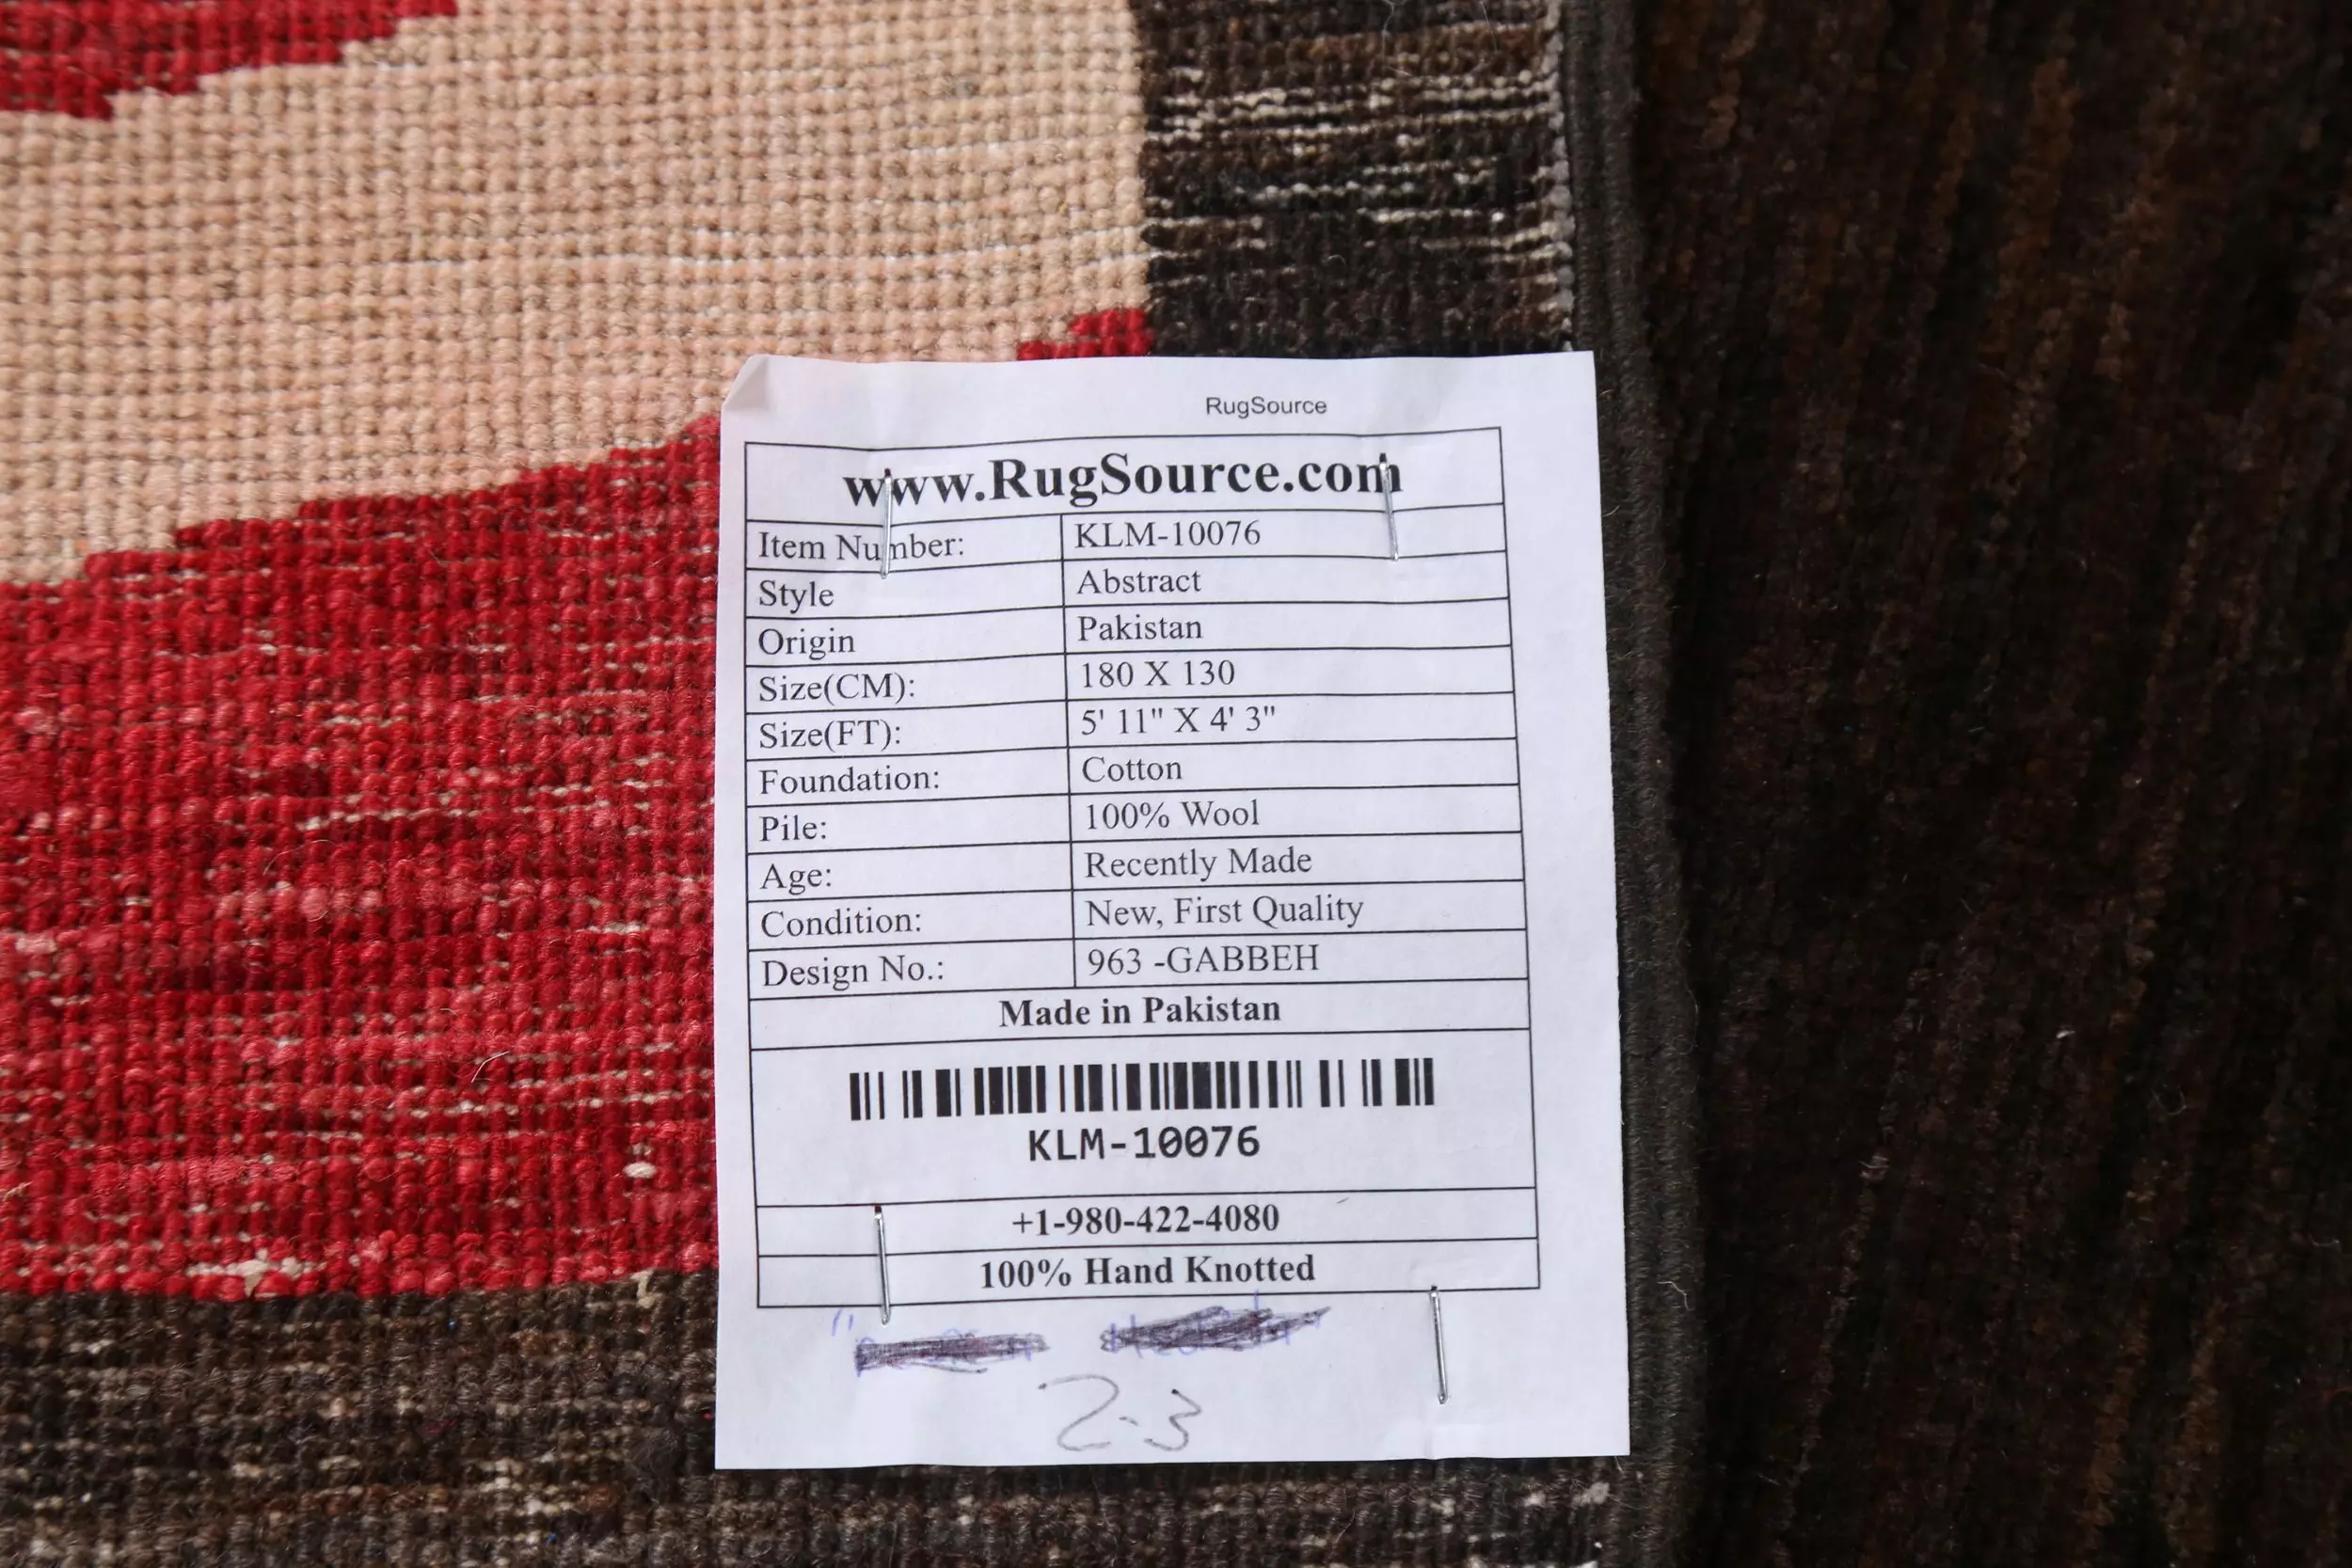 RugSource
www.RugSource.com
Item Number: KLM-10076
Style Abstract
Origin Pakistan
Size(CM): 180 X 130
Size(FT): 5' 11" X 4' 3"
Foundation: Cotton
Pile: 100% Wool
Age: Recently Made
Condition: New, First Quality
Design No.: 963 -GABBEH
Made in Pakistan
KLM-10076
+1-980-422-4080
100% Hand Knotted
2.3